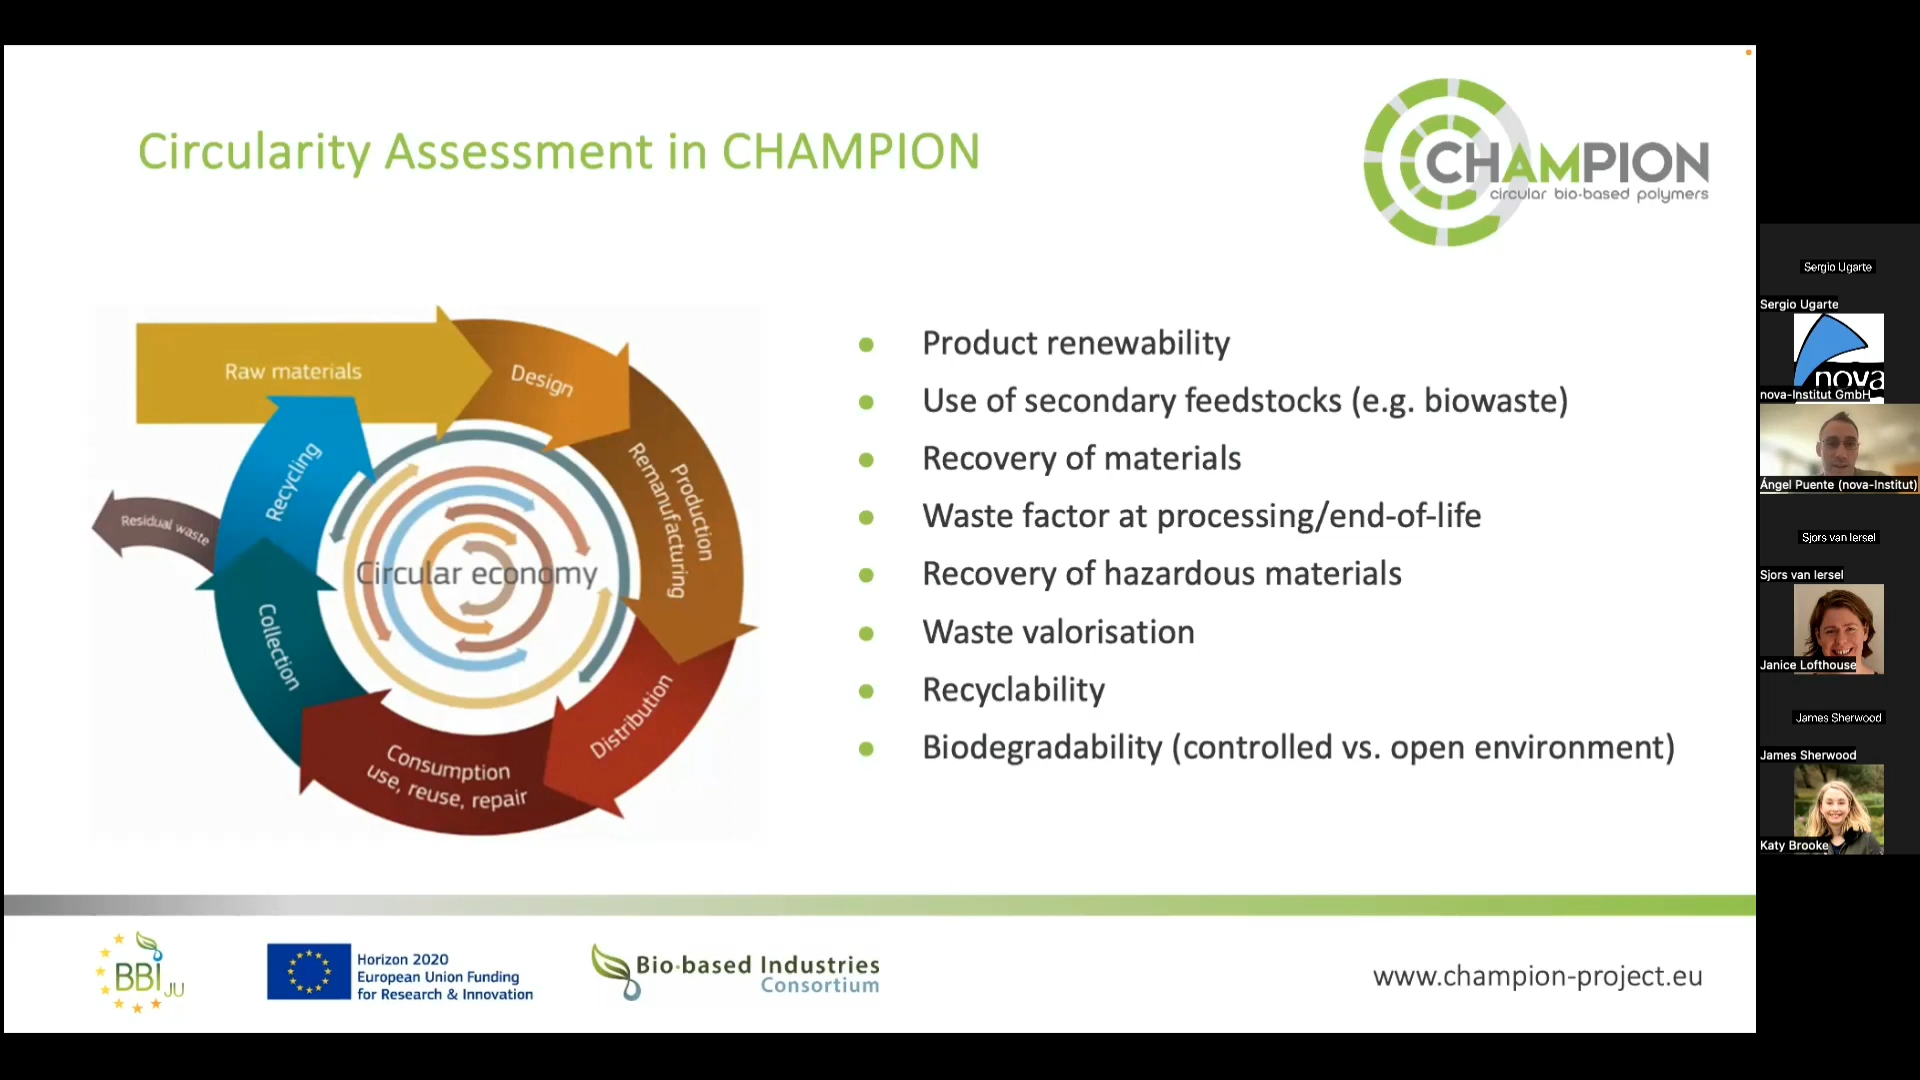 Circularity Assessment in CHAMPION
CHAMPION
circular bio-based polymers
Raw materials
Design
Production
Remanufacturing
Distribution
Consumption
use, reuse, repair
Collection
Recycling
Residual waste
Circular economy
Product renewability
Use of secondary feedstocks (e.g. biowaste)
Recovery of materials
Waste factor at processing/end-of-life
Recovery of hazardous materials
Waste valorisation
Recyclability
Biodegradability (controlled vs. open environment)
BBI JU
Horizon 2020
European Union Funding
for Research & Innovation
Bio-based Industries
Consortium
www.champion-project.eu
Sergio Ugarte
Sergio Ugarte
nova
nova-Institut GmbH
Ángel Puente (nova-Institut)
Sjors van Iersel
Sjors van Iersel
Janice Lofthouse
James Sherwood
James Sherwood
Katy Brooke